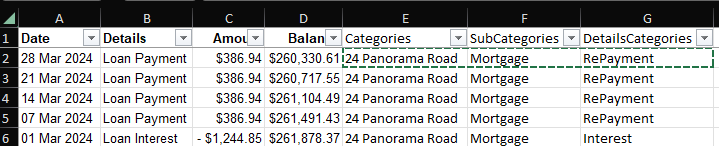 A B C D E F G
1 Date Details Amou Balan Categories SubCategories DetailsCategories
2 28 Mar 2024 Loan Payment $386.94 $260,330.61 24 Panorama Road Mortgage RePayment
3 21 Mar 2024 Loan Payment $386.94 $260,717.55 24 Panorama Road Mortgage RePayment
4 14 Mar 2024 Loan Payment $386.94 $261,104.49 24 Panorama Road Mortgage RePayment
5 07 Mar 2024 Loan Payment $386.94 $261,491.43 24 Panorama Road Mortgage RePayment
6 01 Mar 2024 Loan Interest - $1,244.85 $261,878.37 24 Panorama Road Mortgage Interest